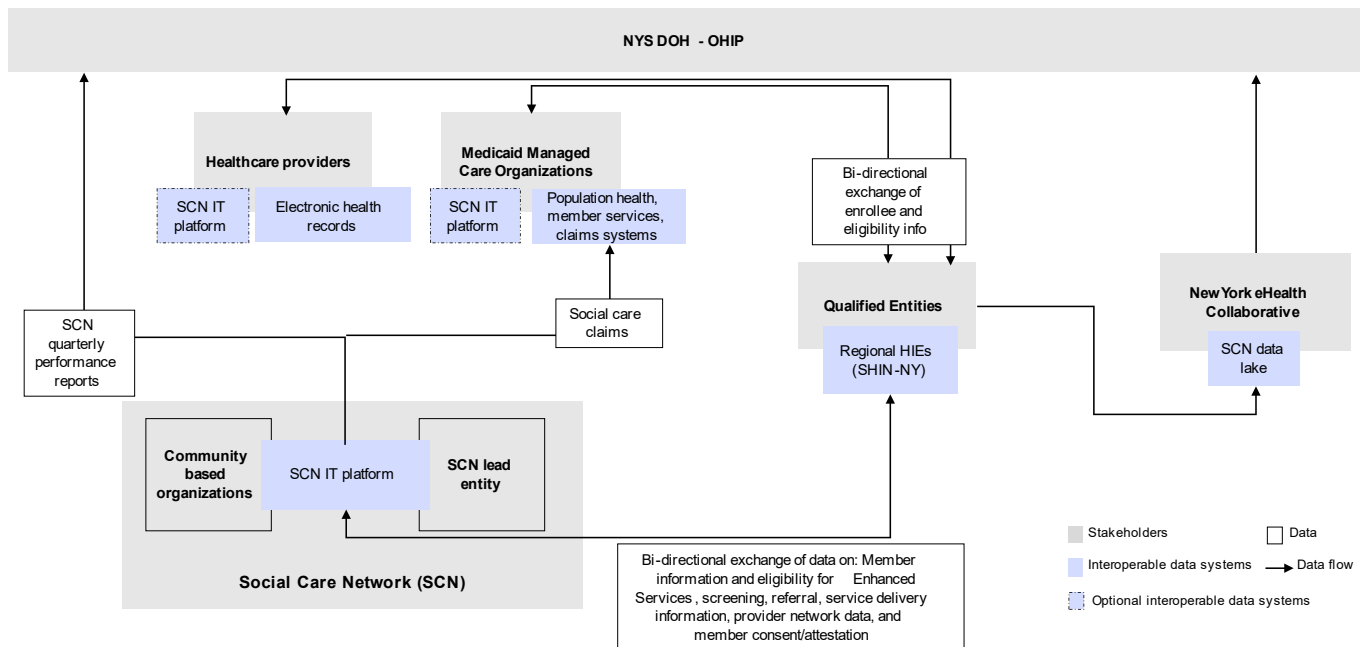 NYS DOH - OHIP
Healthcare providers
SCN IT
platform
Electronic health
records
Medicaid Managed
Care Organizations
SCN IT
platform
Population health,
member services,
claims systems
Bi-directional
exchange of
enrollee and
eligibility info
Qualified Entities
Regional HIEs
(SHIN-NY)
New York eHealth
Collaborative
SCN data
lake
SCN
quarterly
performance
reports
Social care
claims
Community
based
organizations
SCN IT platform
SCN lead
entity
Social Care Network (SCN)
Bi-directional exchange of data on: Member
information and eligibility for Enhanced
Services, screening, referral, service delivery
information, provider network data, and
member consent/attestation
Stakeholders
Data
Interoperable data systems
Data flow
Optional interoperable data systems